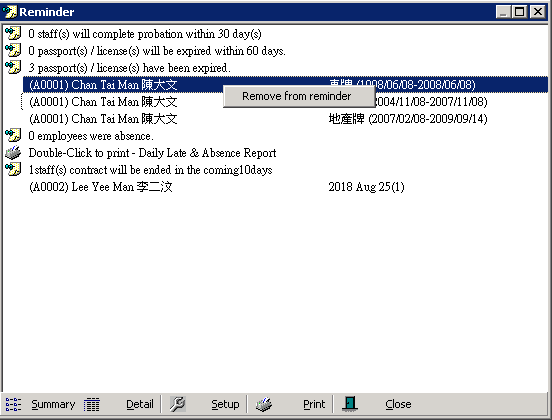 Reminder
0 staff(s) will complete probation within 30 day(s)
0 passport(s) / license(s) will be expired within 60 days.
3 passport(s) / license(s) have been expired.
(A0001) Chan Tai Man 陳大文 車牌 (1998/06/08-2008/06/08)
Remove from reminder
(A0001) Chan Tai Man 陳大文 2004/11/08-2007/11/08)
(A0001) Chan Tai Man 陳大文 地產牌 (2007/02/08-2009/09/14)
0 employees were absence.
Double-Click to print - Daily Late & Absence Report
1staff(s) contract will be ended in the coming10days
(A0002) Lee Yee Man 李二汶 2018 Aug 25(1)
Summary Detail Setup Print Close